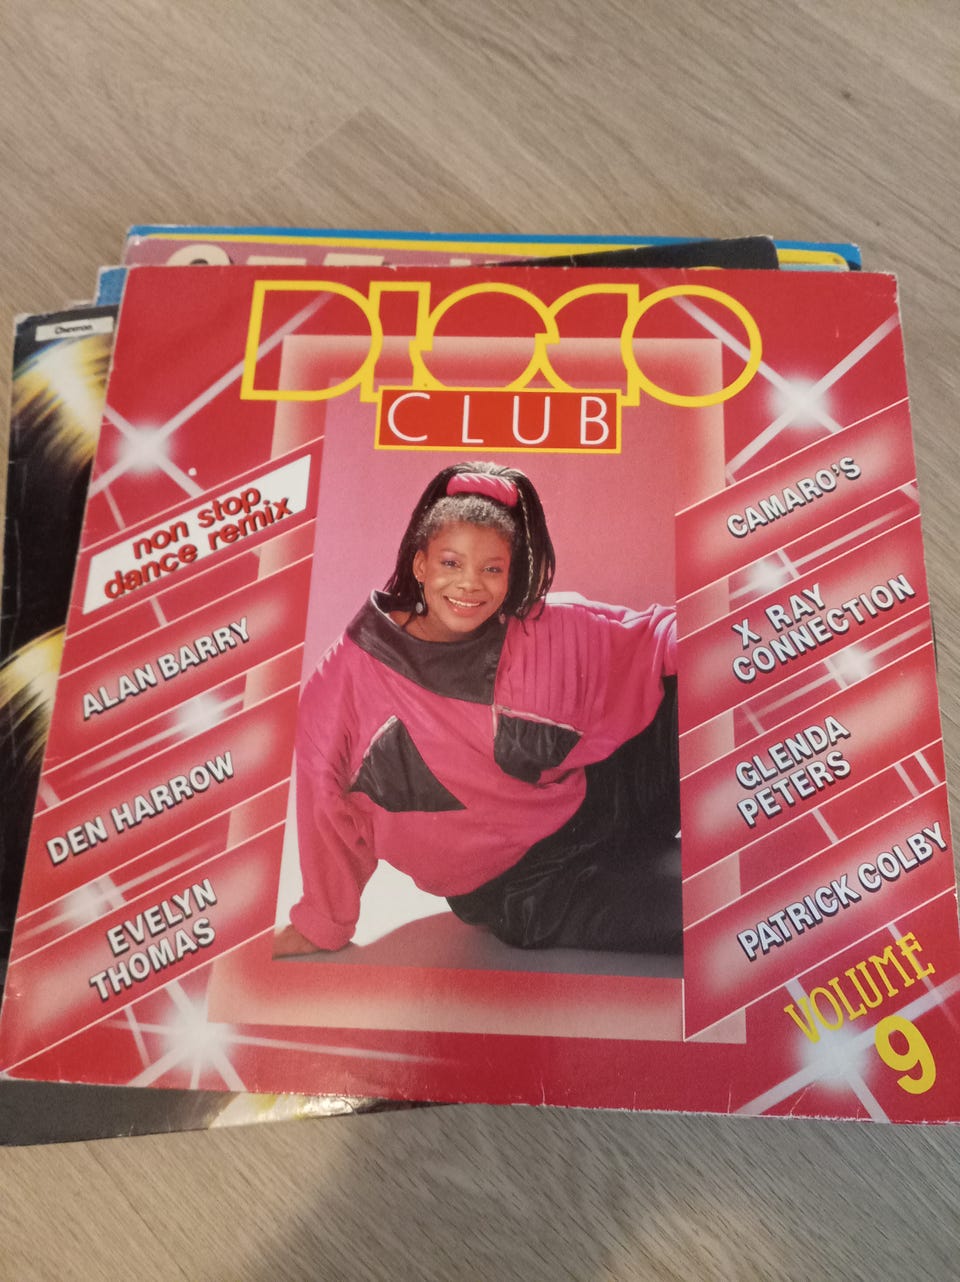 DISCO
CLUB
non stop
dance remix
ALAN BARRY
DEN HARROW
EVELYN
THOMAS
CAMARO'S
X RAY
CONNECTION
GLENDA
PETERS
PATRICK COLBY
VOLUME
9